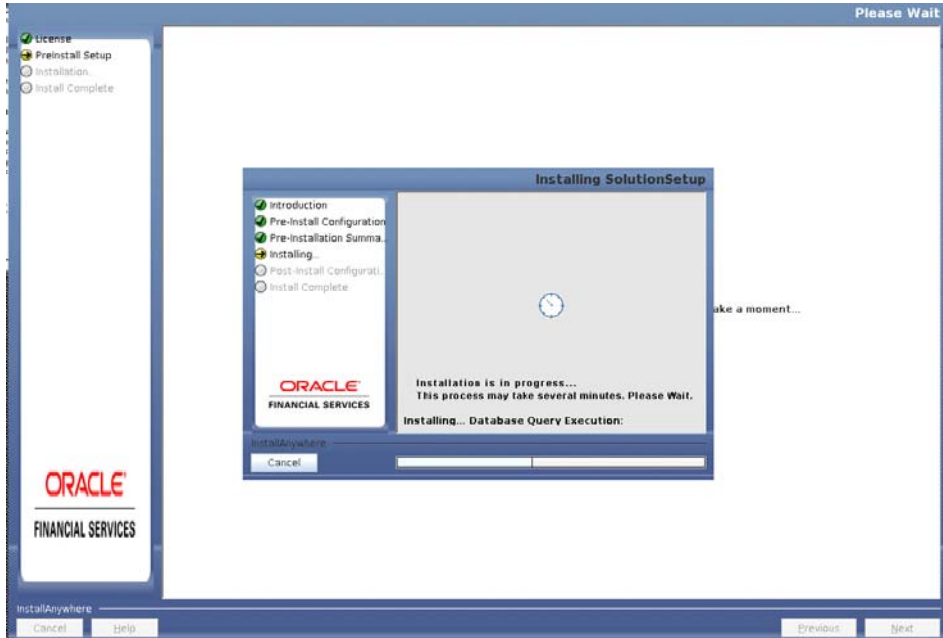 Please Wait
License
Preinstall Setup
Installation..
Install Complete
Installing SolutionSetup
Introduction
Pre-Install Configuration
Pre-Installation Summa..
Installing...
Post-Install Configurati..
Install Complete
ake a moment...
ORACLE
FINANCIAL SERVICES
Installation is in progress...
This process may take several minutes. Please Wait.
Installing... Database Query Execution:
InstallAnywhere
Cancel
ORACLE
FINANCIAL SERVICES
InstallAnywhere
Cancel
Help
Previous
Next